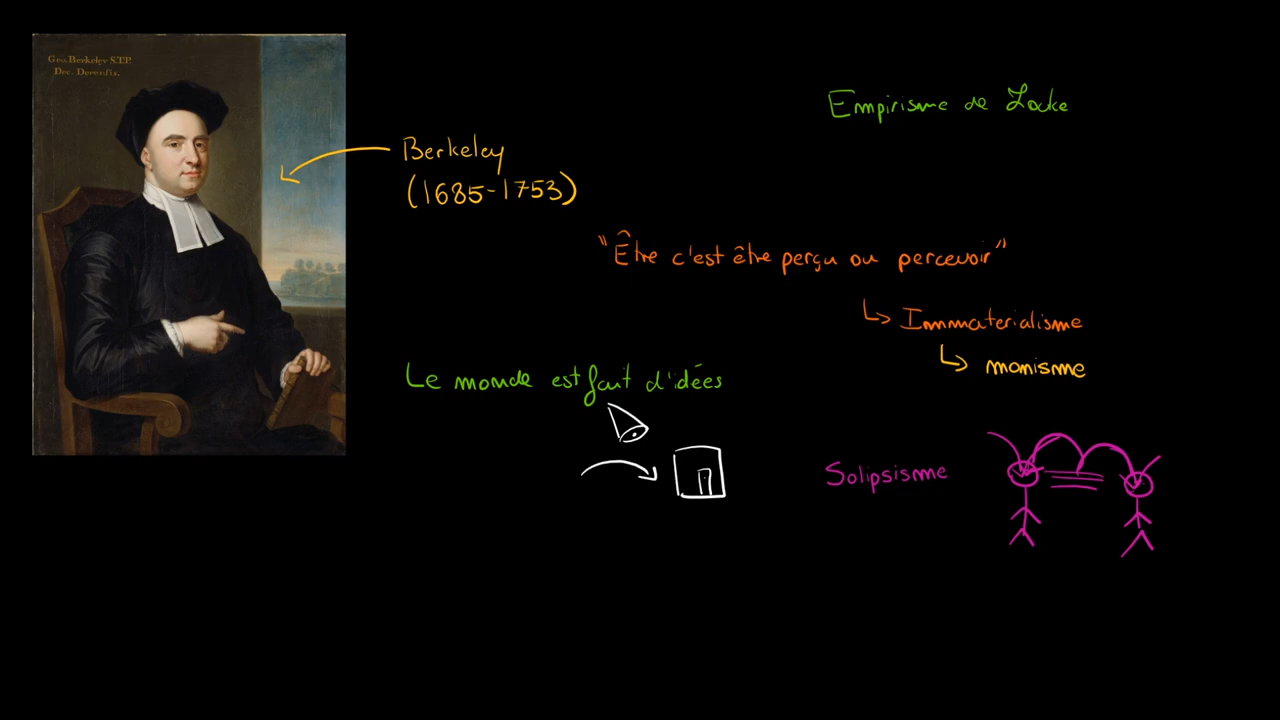 Geo. Berkeley S.T.P.
Dec. Derensis.
Empirisme de Locke
Berkeley
(1685-1753)
"Être c'est être perçu ou percevoir"
↳ Immaterialisme
↳ monisme
Le monde est fait d'idées
Solipsisme